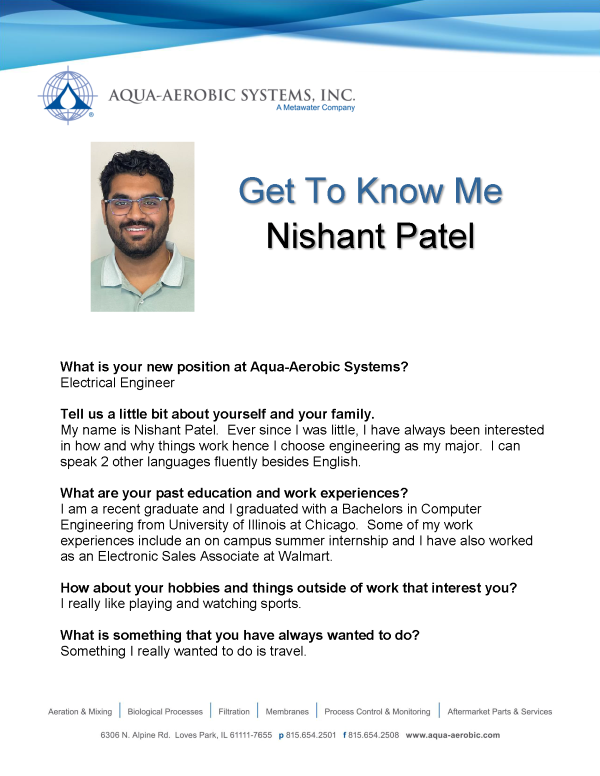 AQUA-AEROBIC SYSTEMS, INC.
A Metawater Company
®
Get To Know Me
Nishant Patel
What is your new position at Aqua-Aerobic Systems?
Electrical Engineer
Tell us a little bit about yourself and your family.
My name is Nishant Patel.  Ever since I was little, I have always been interested
in how and why things work hence I choose engineering as my major.  I can
speak 2 other languages fluently besides English.
What are your past education and work experiences?
I am a recent graduate and I graduated with a Bachelors in Computer
Engineering from University of Illinois at Chicago.  Some of my work
experiences include an on campus summer internship and I have also worked
as an Electronic Sales Associate at Walmart.
How about your hobbies and things outside of work that interest you?
I really like playing and watching sports.
What is something that you have always wanted to do?
Something I really wanted to do is travel.
Aeration & Mixing | Biological Processes | Filtration | Membranes | Process Control & Monitoring | Aftermarket Parts & Services
6306 N. Alpine Rd.  Loves Park, IL 61111-7655  p 815.654.2501  f 815.654.2508  www.aqua-aerobic.com